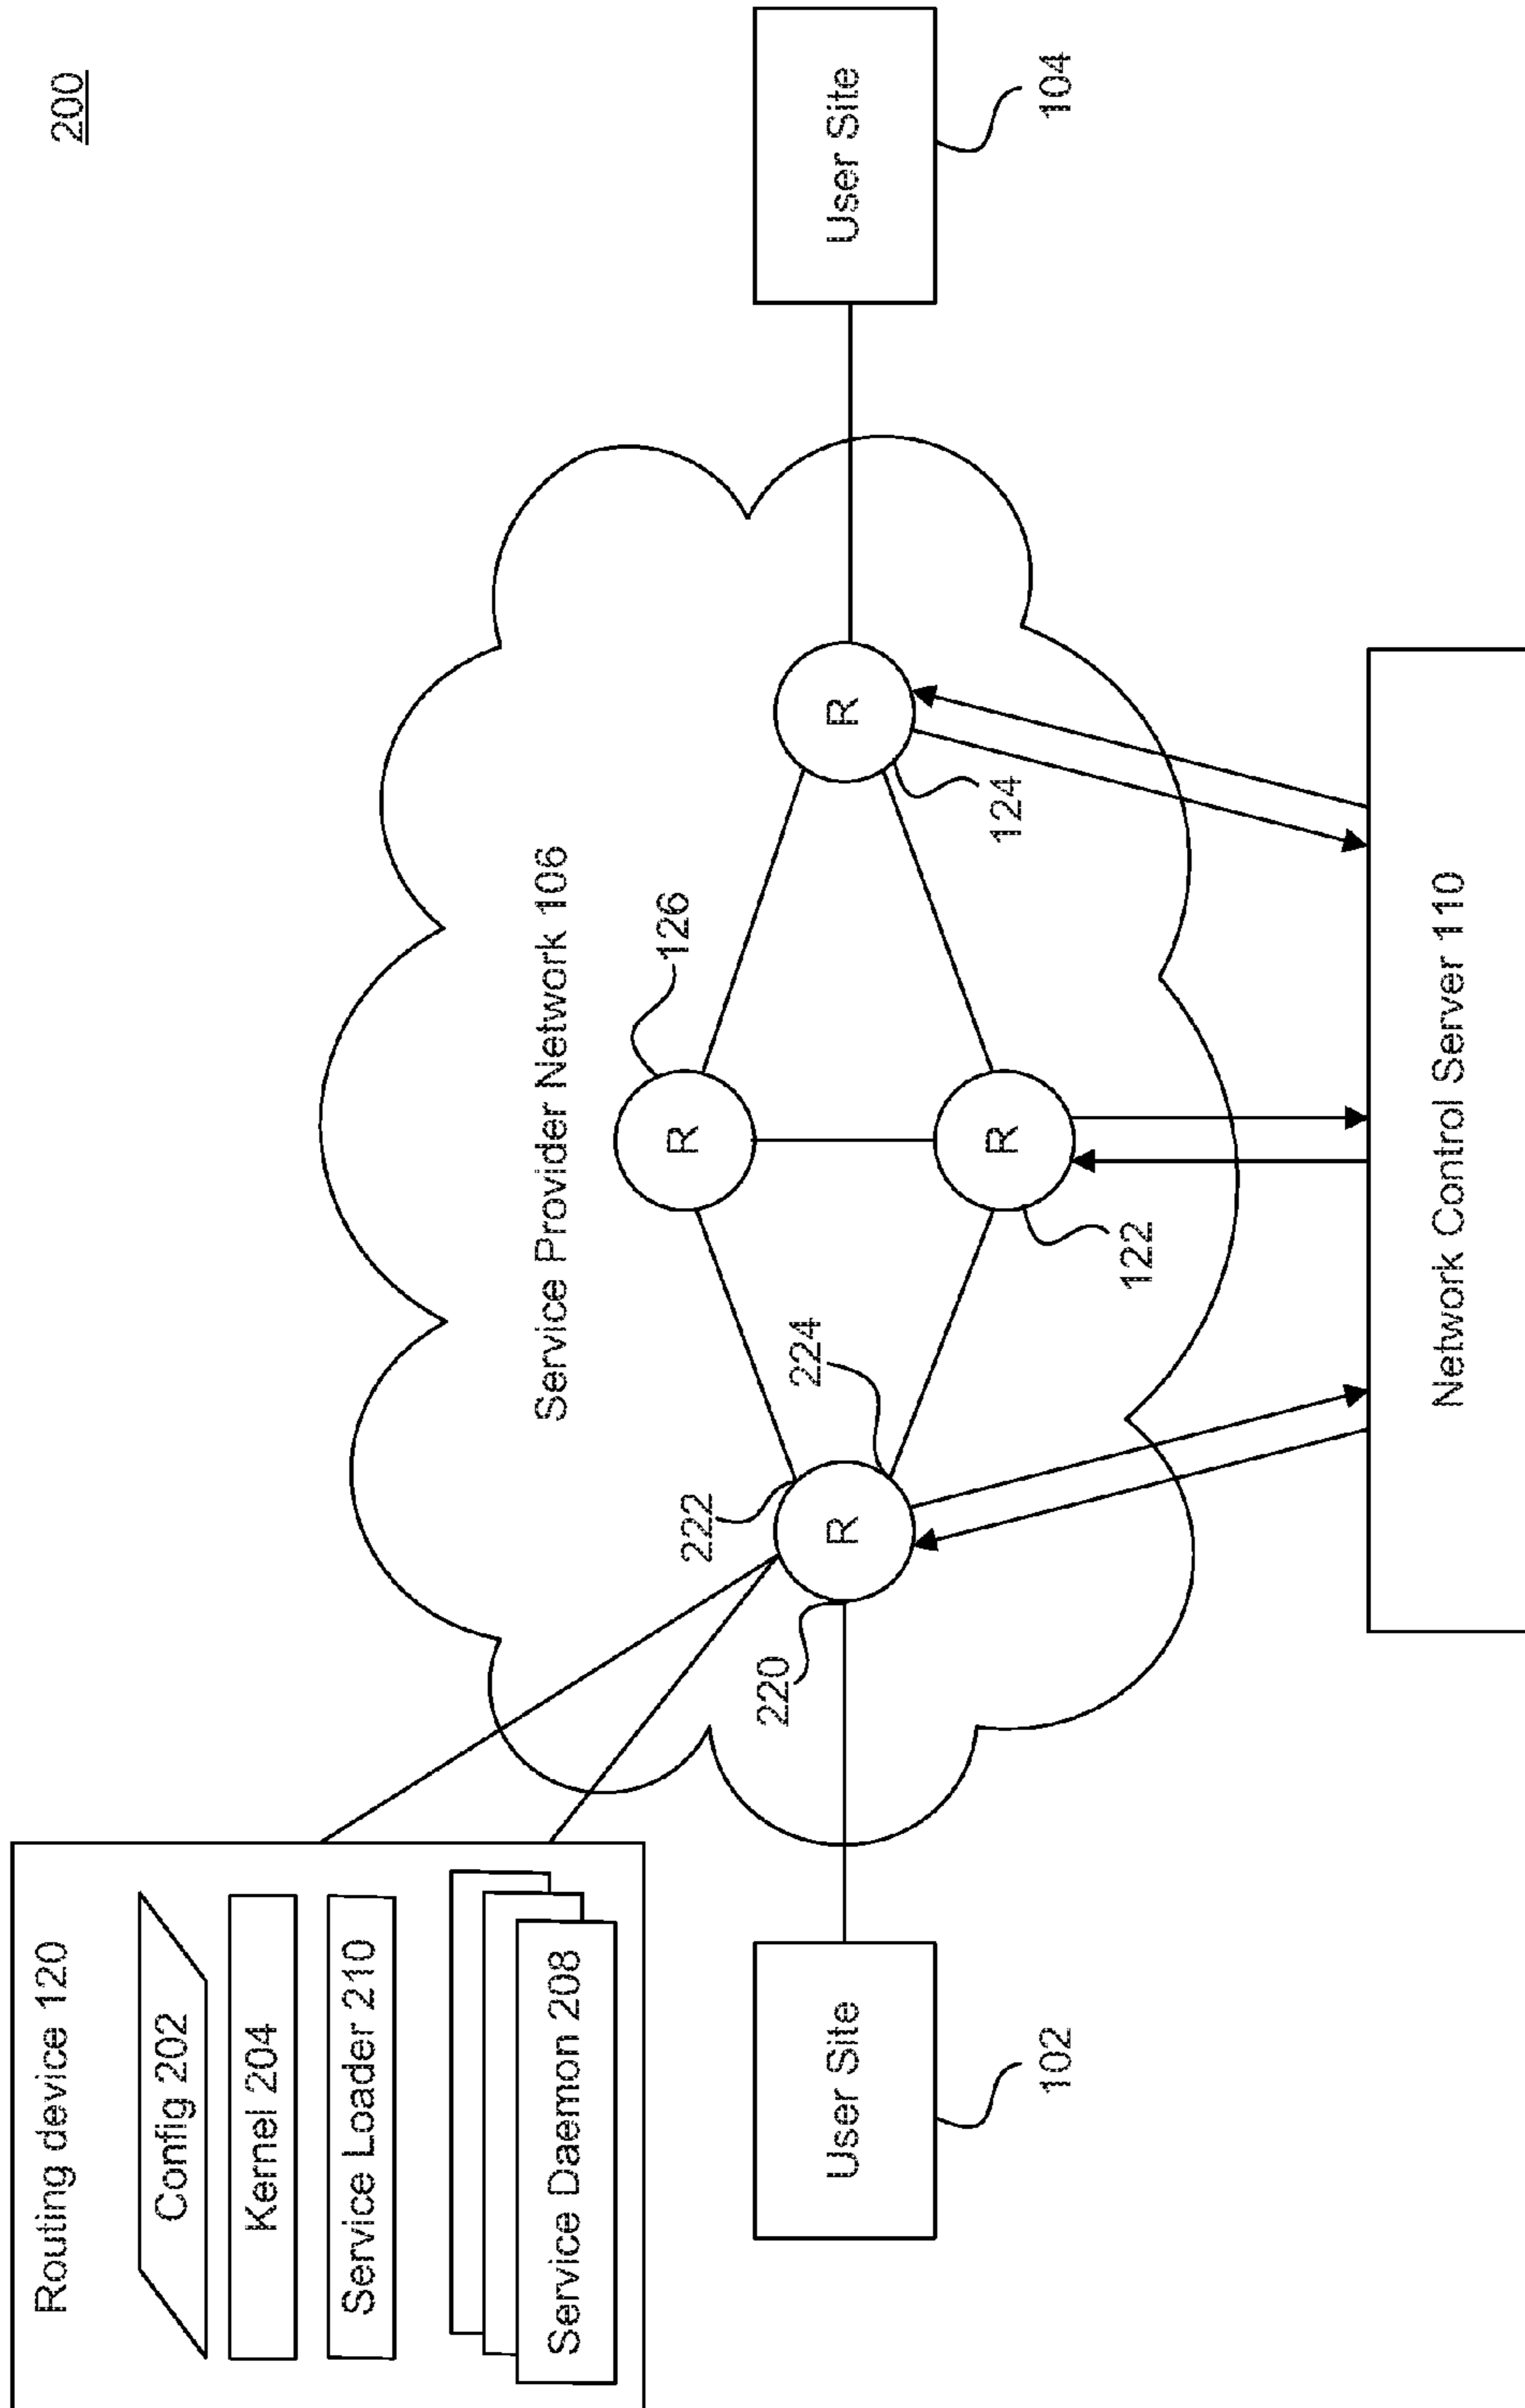 200
Routing device 120
Config 202
Kernel 204
Service Loader 210
Service Daemon 208
Service Provider Network 106
126
222
R
R
224
220
R
R
User Site
User Site
102
122
124
104
Network Control Server 110